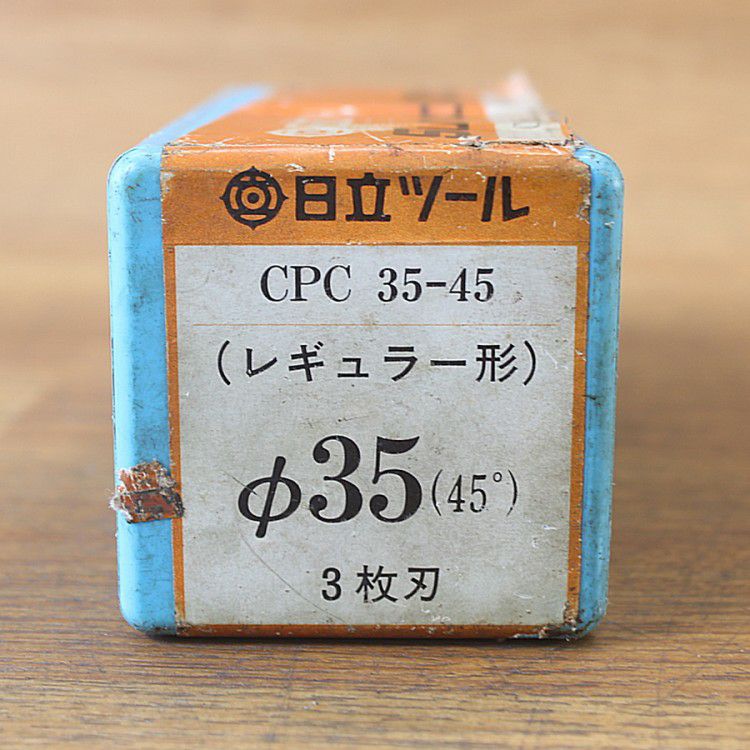 日立ツール
CPC 35-45
(レギュラー形)
φ35(45°)
3枚刃